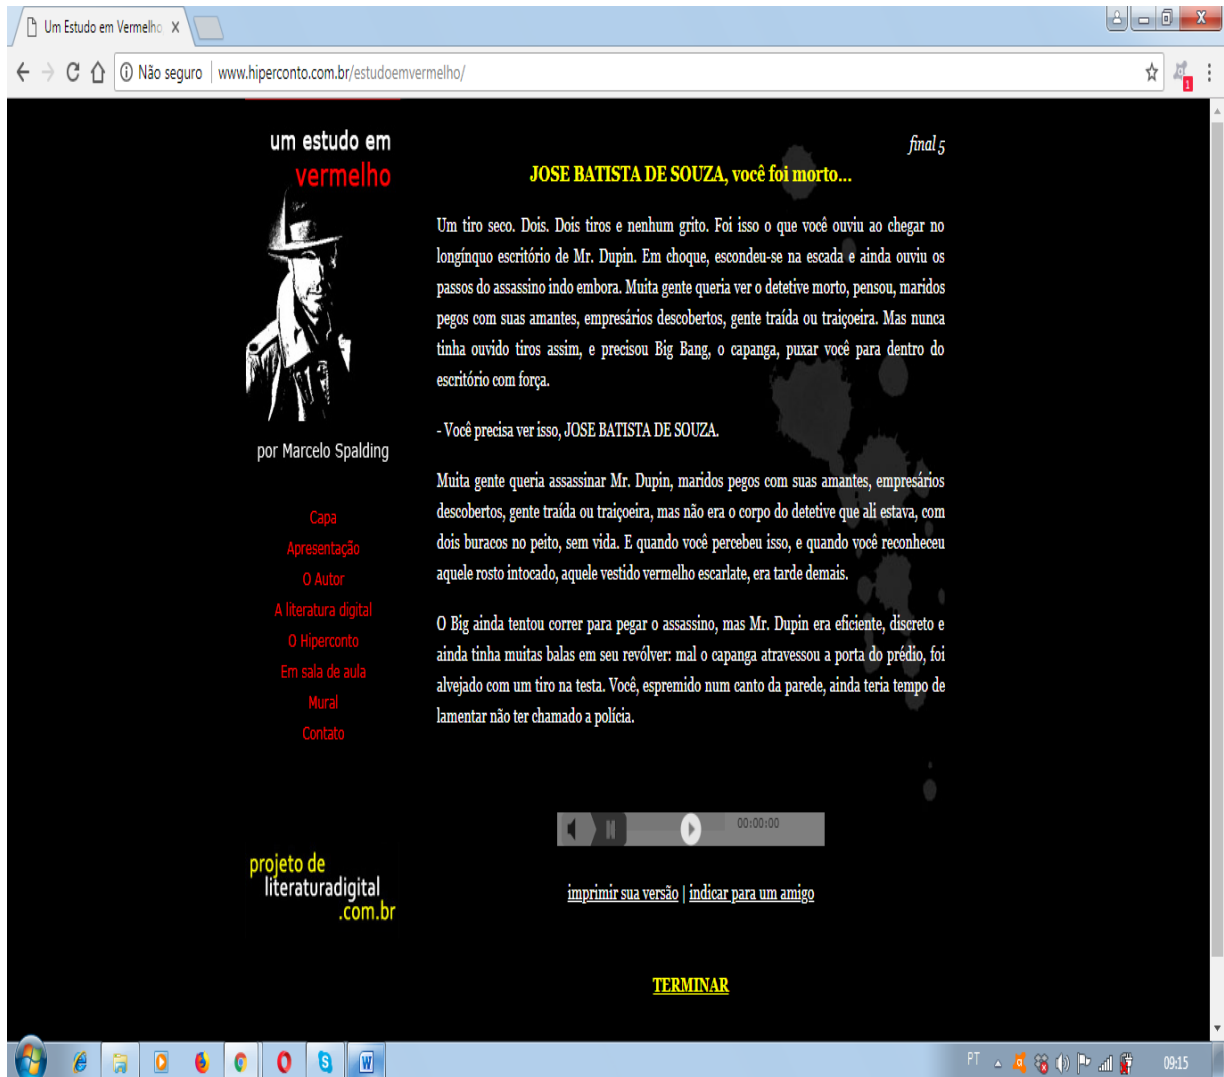 Um Estudo em Vermelho
Não seguro | www.hiperconto.com.br/estudoemvermelho/
1
um estudo em
vermelho
por Marcelo Spalding
Capa
Apresentação
O Autor
A literatura digital
O Hiperconto
Em sala de aula
Mural
Contato
projeto de
literaturadigital
.com.br
final 5
JOSE BATISTA DE SOUZA, você foi morto...
Um tiro seco. Dois. Dois tiros e nenhum grito. Foi isso o que você ouviu ao chegar no
longínquo escritório de Mr. Dupin. Em choque, escondeu-se na escada e ainda ouviu os
passos do assassino indo embora. Muita gente queria ver o detetive morto, pensou, maridos
pegos com suas amantes, empresários descobertos, gente traída ou traiçoeira. Mas nunca
tinha ouvido tiros assim, e precisou Big Bang, o capanga, puxar você para dentro do
escritório com força.
- Você precisa ver isso, JOSE BATISTA DE SOUZA.
Muita gente queria assassinar Mr. Dupin, maridos pegos com suas amantes, empresários
descobertos, gente traída ou traiçoeira, mas não era o corpo do detetive que ali estava, com
dois buracos no peito, sem vida. E quando você percebeu isso, e quando você reconheceu
aquele rosto intocado, aquele vestido vermelho escarlate, era tarde demais.
O Big ainda tentou correr para pegar o assassino, mas Mr. Dupin era eficiente, discreto e
ainda tinha muitas balas em seu revólver: mal o capanga atravessou a porta do prédio, foi
alvejado com um tiro na testa. Você, espremido num canto da parede, ainda teria tempo de
lamentar não ter chamado a polícia.
00:00:00
imprimir sua versão | indicar para um amigo
TERMINAR
PT
09:15